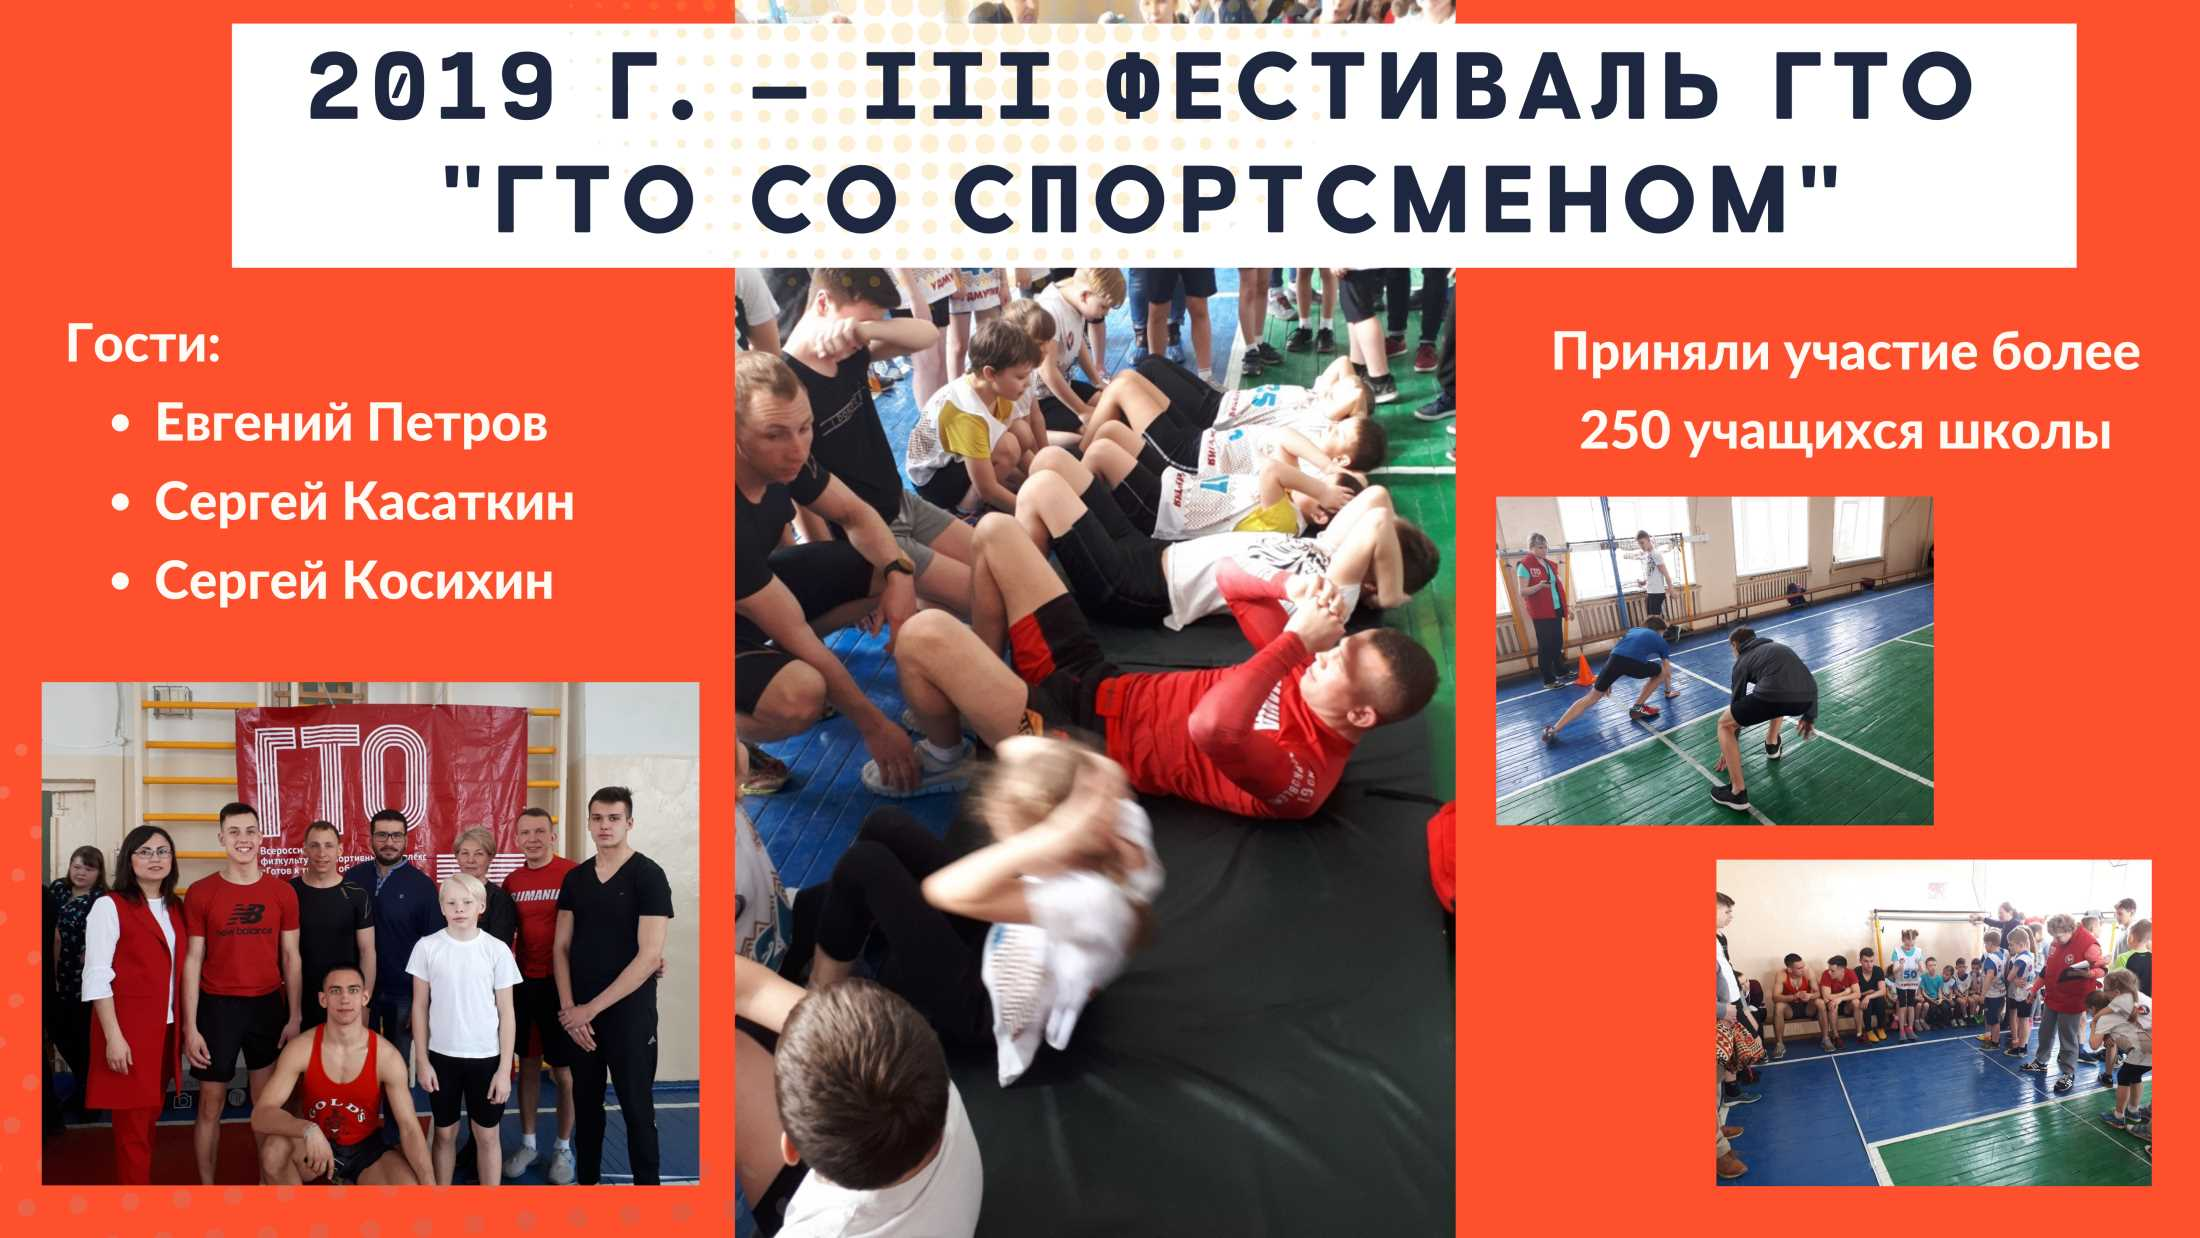 2019 Г. – III ФЕСТИВАЛЬ ГТО
"ГТО СО СПОРТСМЕНОМ"
Гости:
• Евгений Петров
• Сергей Касаткин
• Сергей Косихин
Приняли участие более
250 учащихся школы
ГТО
new balance
GOLD'S
50